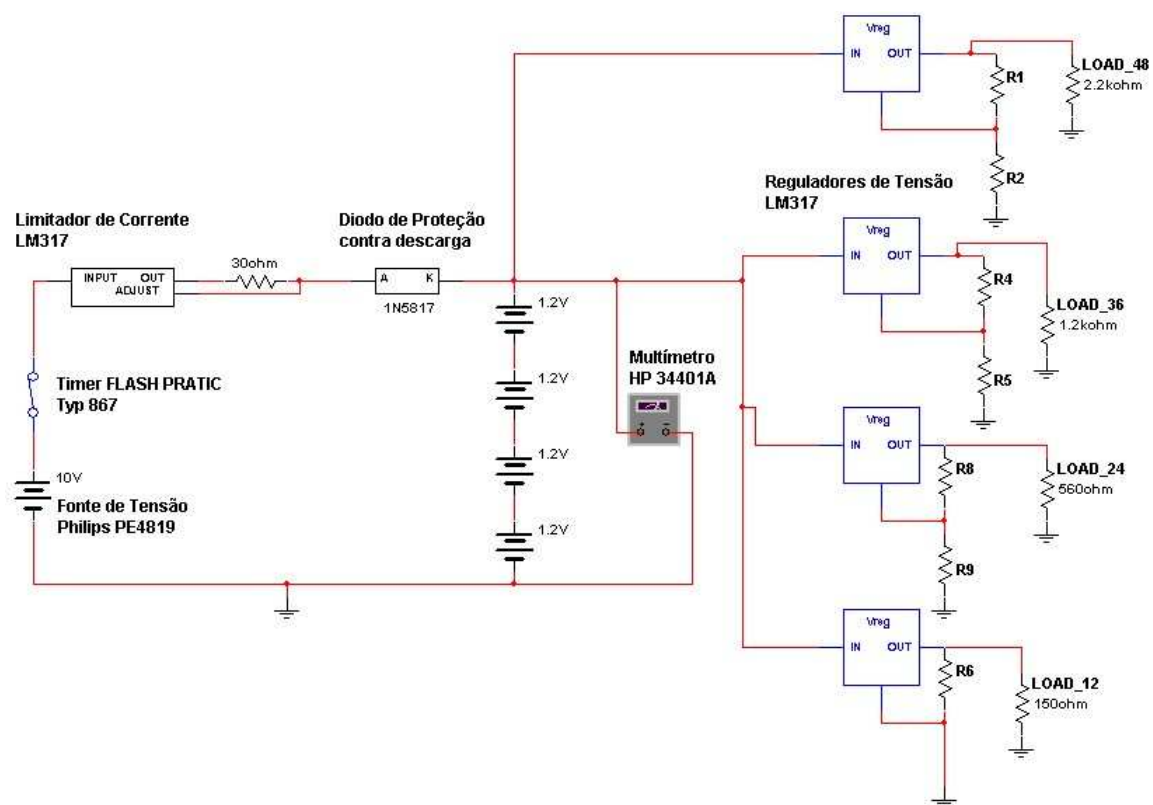 Vreg
IN OUT
R1
LOAD_48
2.2kohm
R2
Reguladores de Tensão
LM317
Limitador de Corrente
LM317
Diodo de Proteção
contra descarga
30ohm
INPUT OUT
ADJUST
A K
1N5817
Vreg
IN OUT
R4
LOAD_36
1.2kohm
R5
1.2V
1.2V
1.2V
1.2V
Multímetro
HP 34401A
Timer FLASH PRATIC
Typ 867
10V
Fonte de Tensão
Philips PE4819
Vreg
IN OUT
R8
LOAD_24
560ohm
R9
Vreg
IN OUT
R6
LOAD_12
150ohm